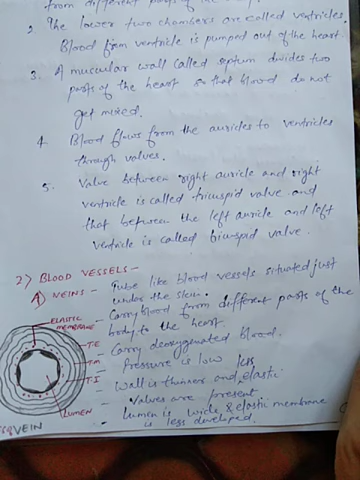 from different parts of the
2. The lower two chambers are called ventricles.
Blood from ventricle is pumped out of the heart.
3. A muscular wall called septum divides two
parts of the heart so that blood do not
get mixed.
4. Blood flows from the auricles to ventricles
through valves.
5. Valve between right auricle and right
ventricle is called tricuspid valve and
that between the left auricle and left
ventricle is called bicuspid valve.
2) BLOOD VESSELS -
A) VEINS - Tube like blood vessels situated just
under the skin.
ELASTIC
MEMBRANE
- Carry blood from different parts of the
body to the heart.
T.E
- Carry deoxygenated blood.
T.M
- Pressure is low
T.I
- Wall is thinner and less elastic
- Valves are present
LUMEN
- Lumen is wide & elastic membrane
is less developed.
VEIN